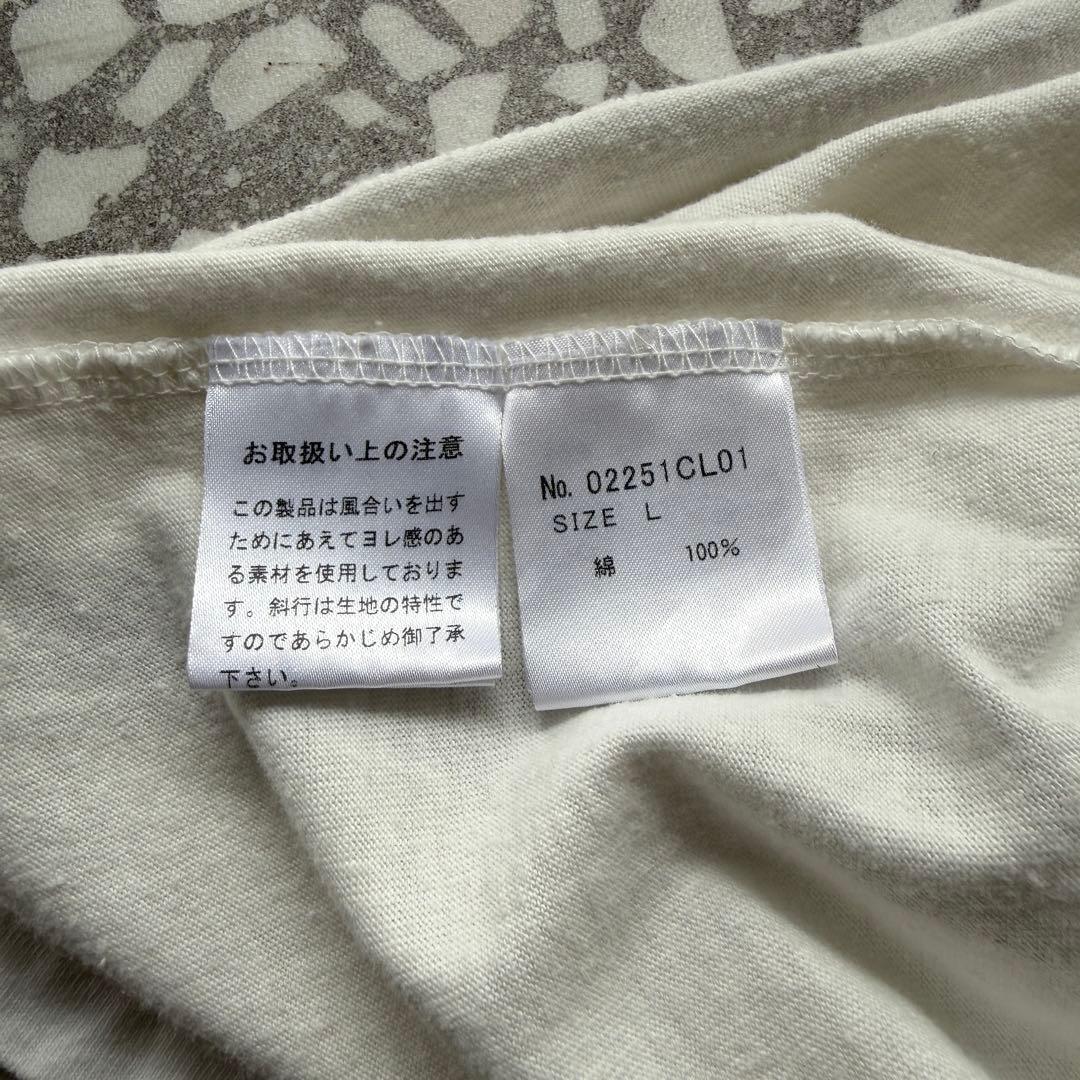 お取扱い上の注意
この製品は風合いを出す
ためにあえてヨレ感のあ
る素材を使用しておりま
す。斜行は生地の特性で
すのであらかじめ御了承
下さい。
No. 02251CL01
SIZE L
綿 100%